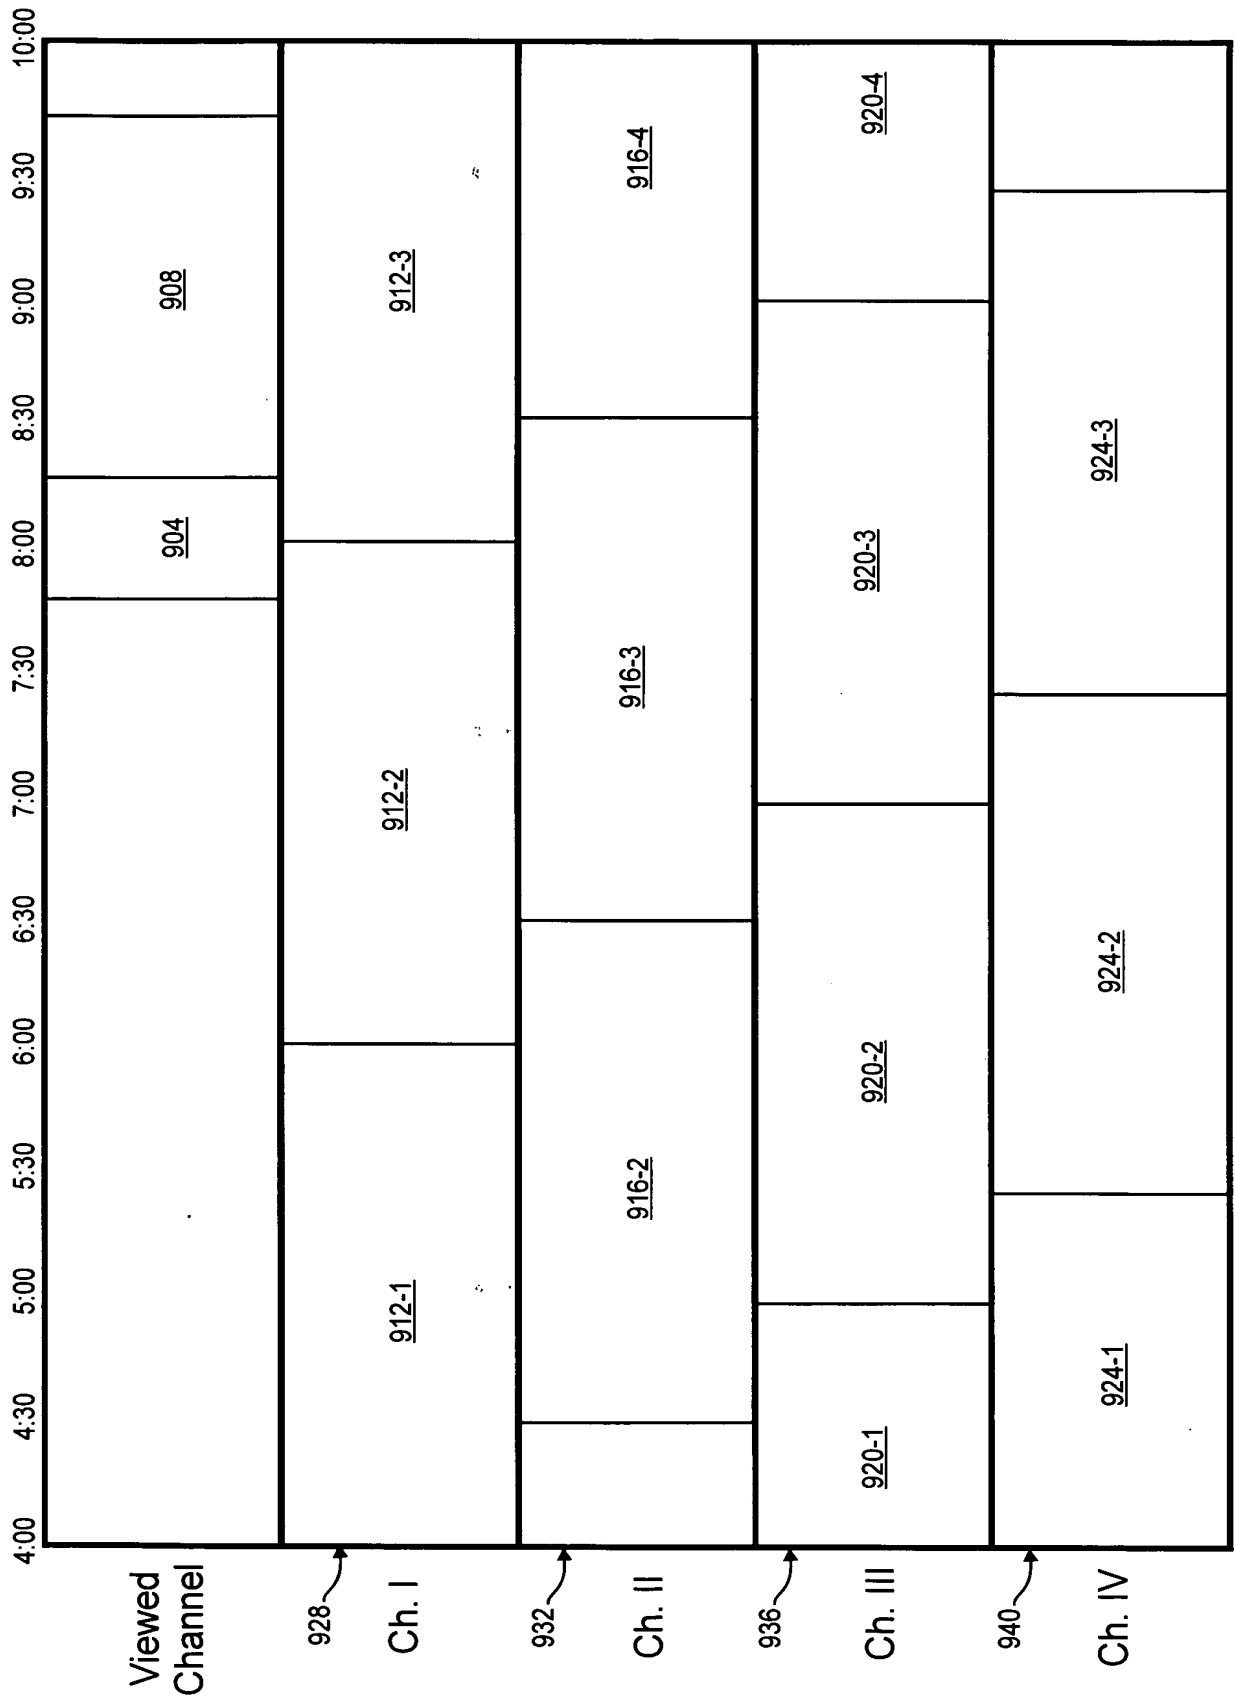 4:00 4:30 5:00 5:30 6:00 6:30 7:00 7:30 8:00 8:30 9:00 9:30 10:00
Viewed
Channel
904 908
928
Ch. I
912-1 912-2 912-3
932
Ch. II
916-2 916-3 916-4
936
Ch. III
920-1 920-2 920-3 920-4
940
Ch. IV
924-1 924-2 924-3